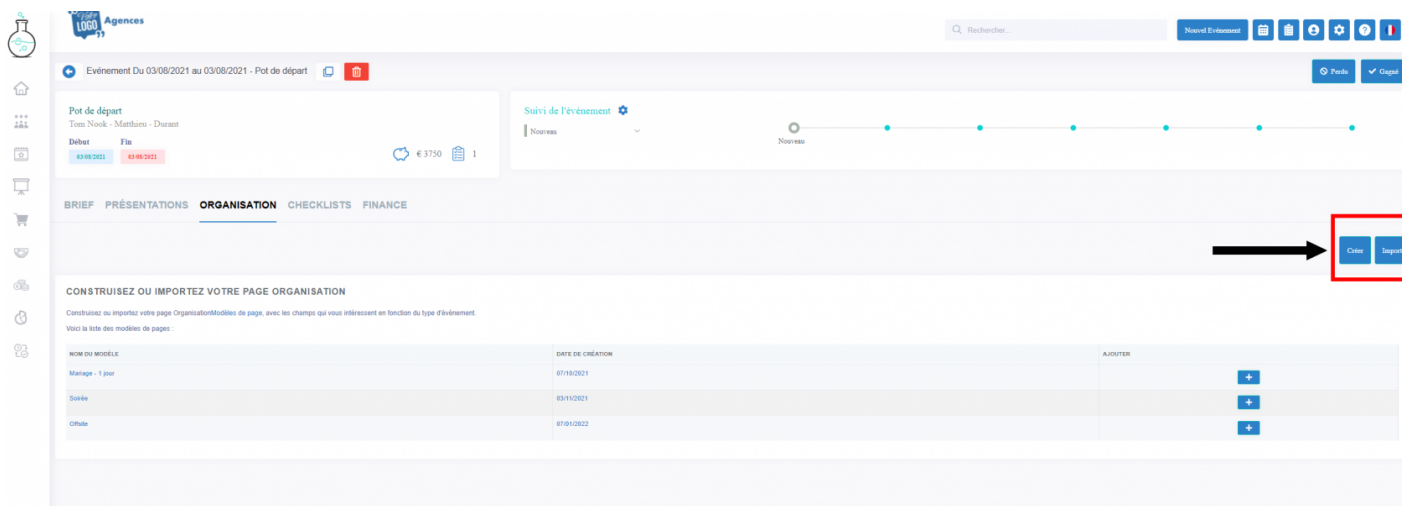 Votre
LOGO
Agences
Rechercher...
Nouvel Evénement
Evénement Du 03/08/2021 au 03/08/2021 - Pot de départ
Perdu
Gagné
Pot de départ
Tom Nook - Matthieu - Durant
Début Fin
03/08/2021 03/08/2021
€ 3750 1
Suivi de l'événement
Nouveau
Nouveau
BRIEF PRÉSENTATIONS ORGANISATION CHECKLISTS FINANCE
Créer Import
CONSTRUISEZ OU IMPORTEZ VOTRE PAGE ORGANISATION
Construisez ou importez votre page OrganisationModèles de page, avec les champs qui vous intéressent en fonction du type d'évènement.
Voici la liste des modèles de pages :
NOM DU MODÈLE DATE DE CRÉATION AJOUTER
Mariage - 1 jour 07/10/2021
Soirée 03/11/2021
Offsite 07/01/2022